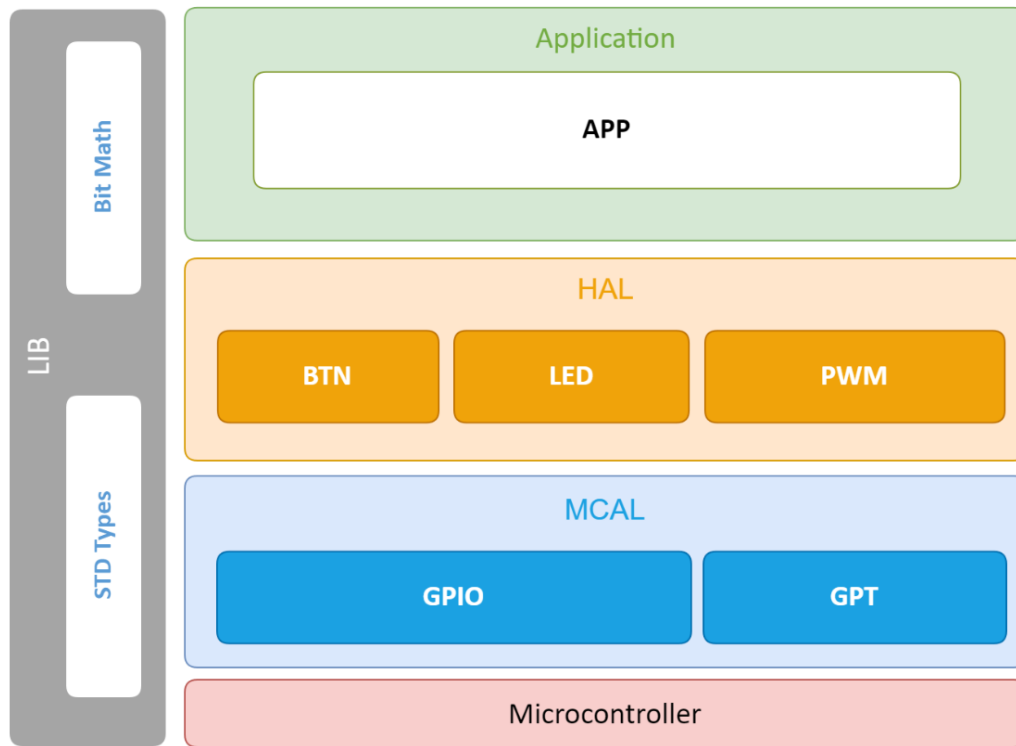 LIB
Bit Math
STD Types
Application
APP
HAL
BTN
LED
PWM
MCAL
GPIO
GPT
Microcontroller